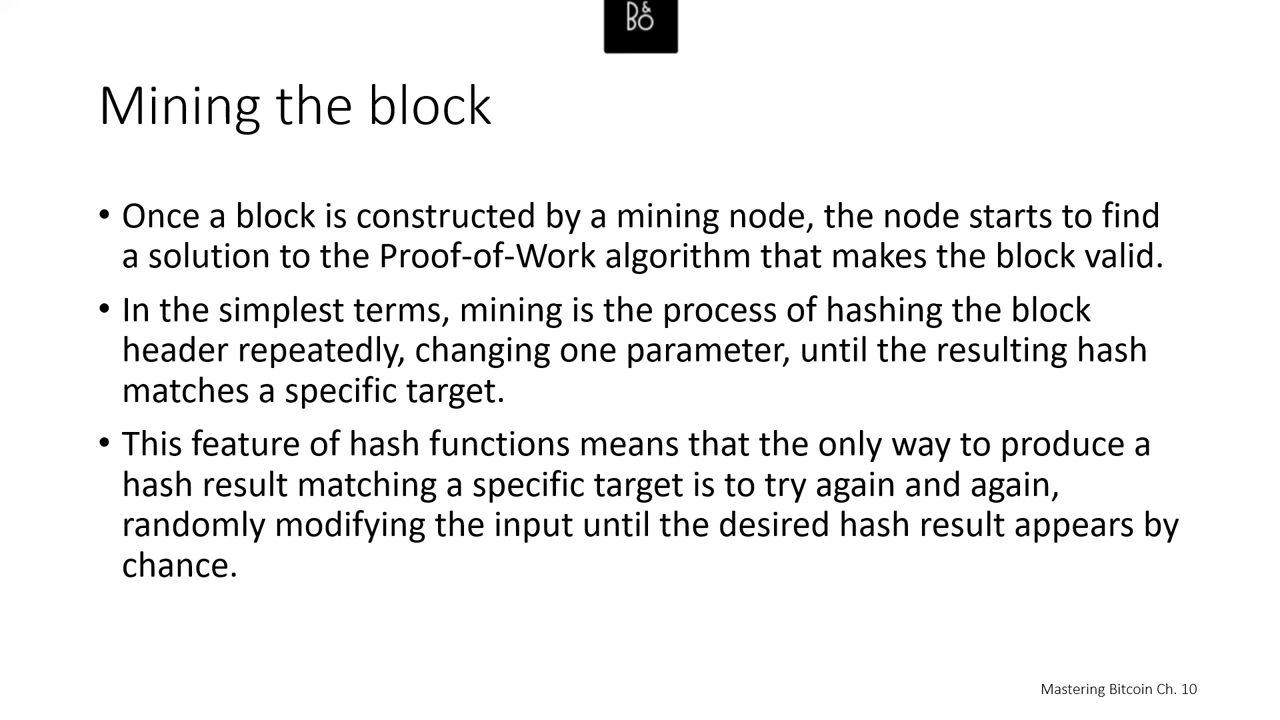 B&O
Mining the block
• Once a block is constructed by a mining node, the node starts to find
a solution to the Proof-of-Work algorithm that makes the block valid.
• In the simplest terms, mining is the process of hashing the block
header repeatedly, changing one parameter, until the resulting hash
matches a specific target.
• This feature of hash functions means that the only way to produce a
hash result matching a specific target is to try again and again,
randomly modifying the input until the desired hash result appears by
chance.
Mastering Bitcoin Ch. 10